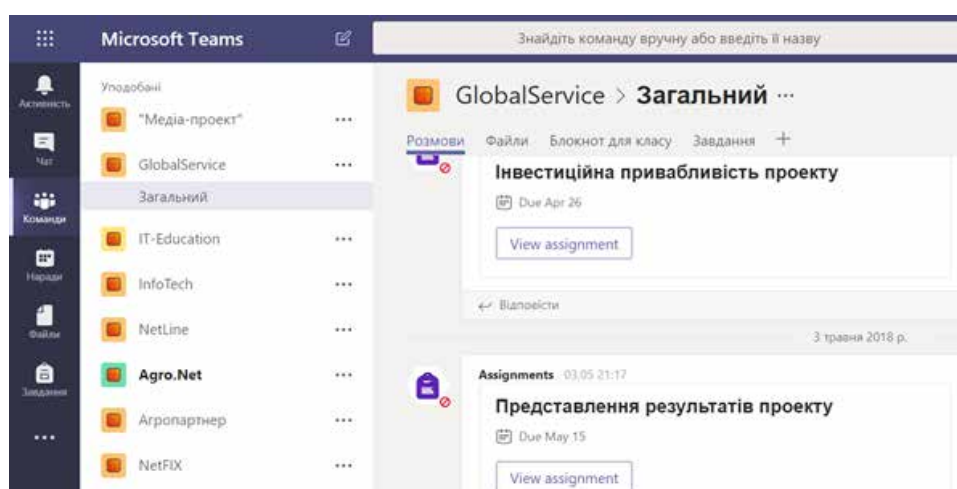 Microsoft Teams
Знайдіть команду вручну або введіть її назву
Активність
Чат
Команди
Наради
Файли
Завдання
Уподобані
"Медіа-проект"
GlobalService
Загальний
IT-Education
InfoTech
NetLine
Agro.Net
Агропартнер
NetFIX
GlobalService > Загальний ...
Розмови Файли Блокнот для класу Завдання +
Інвестиційна привабливість проекту
Due Apr 26
View assignment
Відповісти
3 травня 2018 р.
Assignments 03.05 21:17
Представлення результатів проекту
Due May 15
View assignment